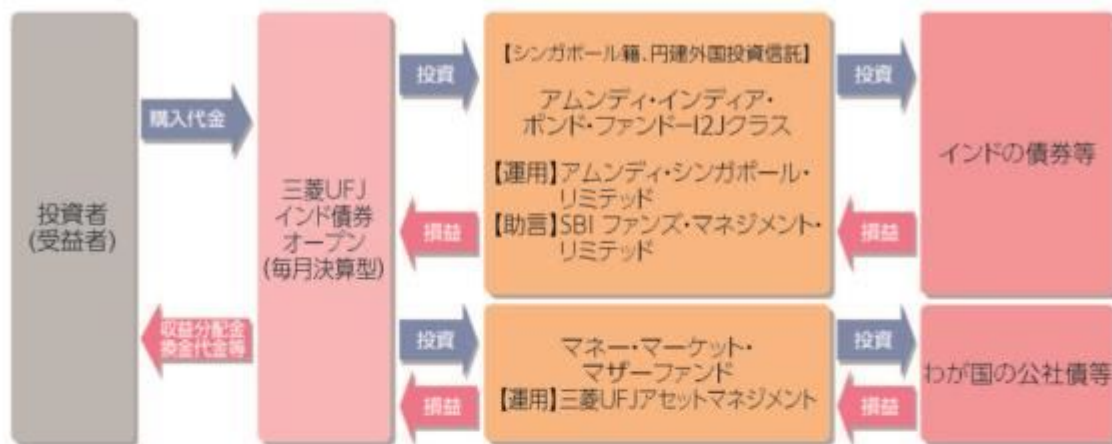 投資者
(受益者)
購入代金
収益分配金
換金代金等
三菱UFJ
インド債券
オープン
(毎月決算型)
投資
損益
投資
損益
【シンガポール籍、円建外国投資信託】
アムンディ・インディア・
ボンド・ファンドーI2Jクラス
【運用】アムンディ・シンガポール・
リミテッド
【助言】SBI ファンズ・マネジメント・
リミテッド
マネー・マーケット・
マザーファンド
【運用】三菱UFJアセットマネジメント
投資
損益
投資
損益
インドの債券等
わが国の公社債等